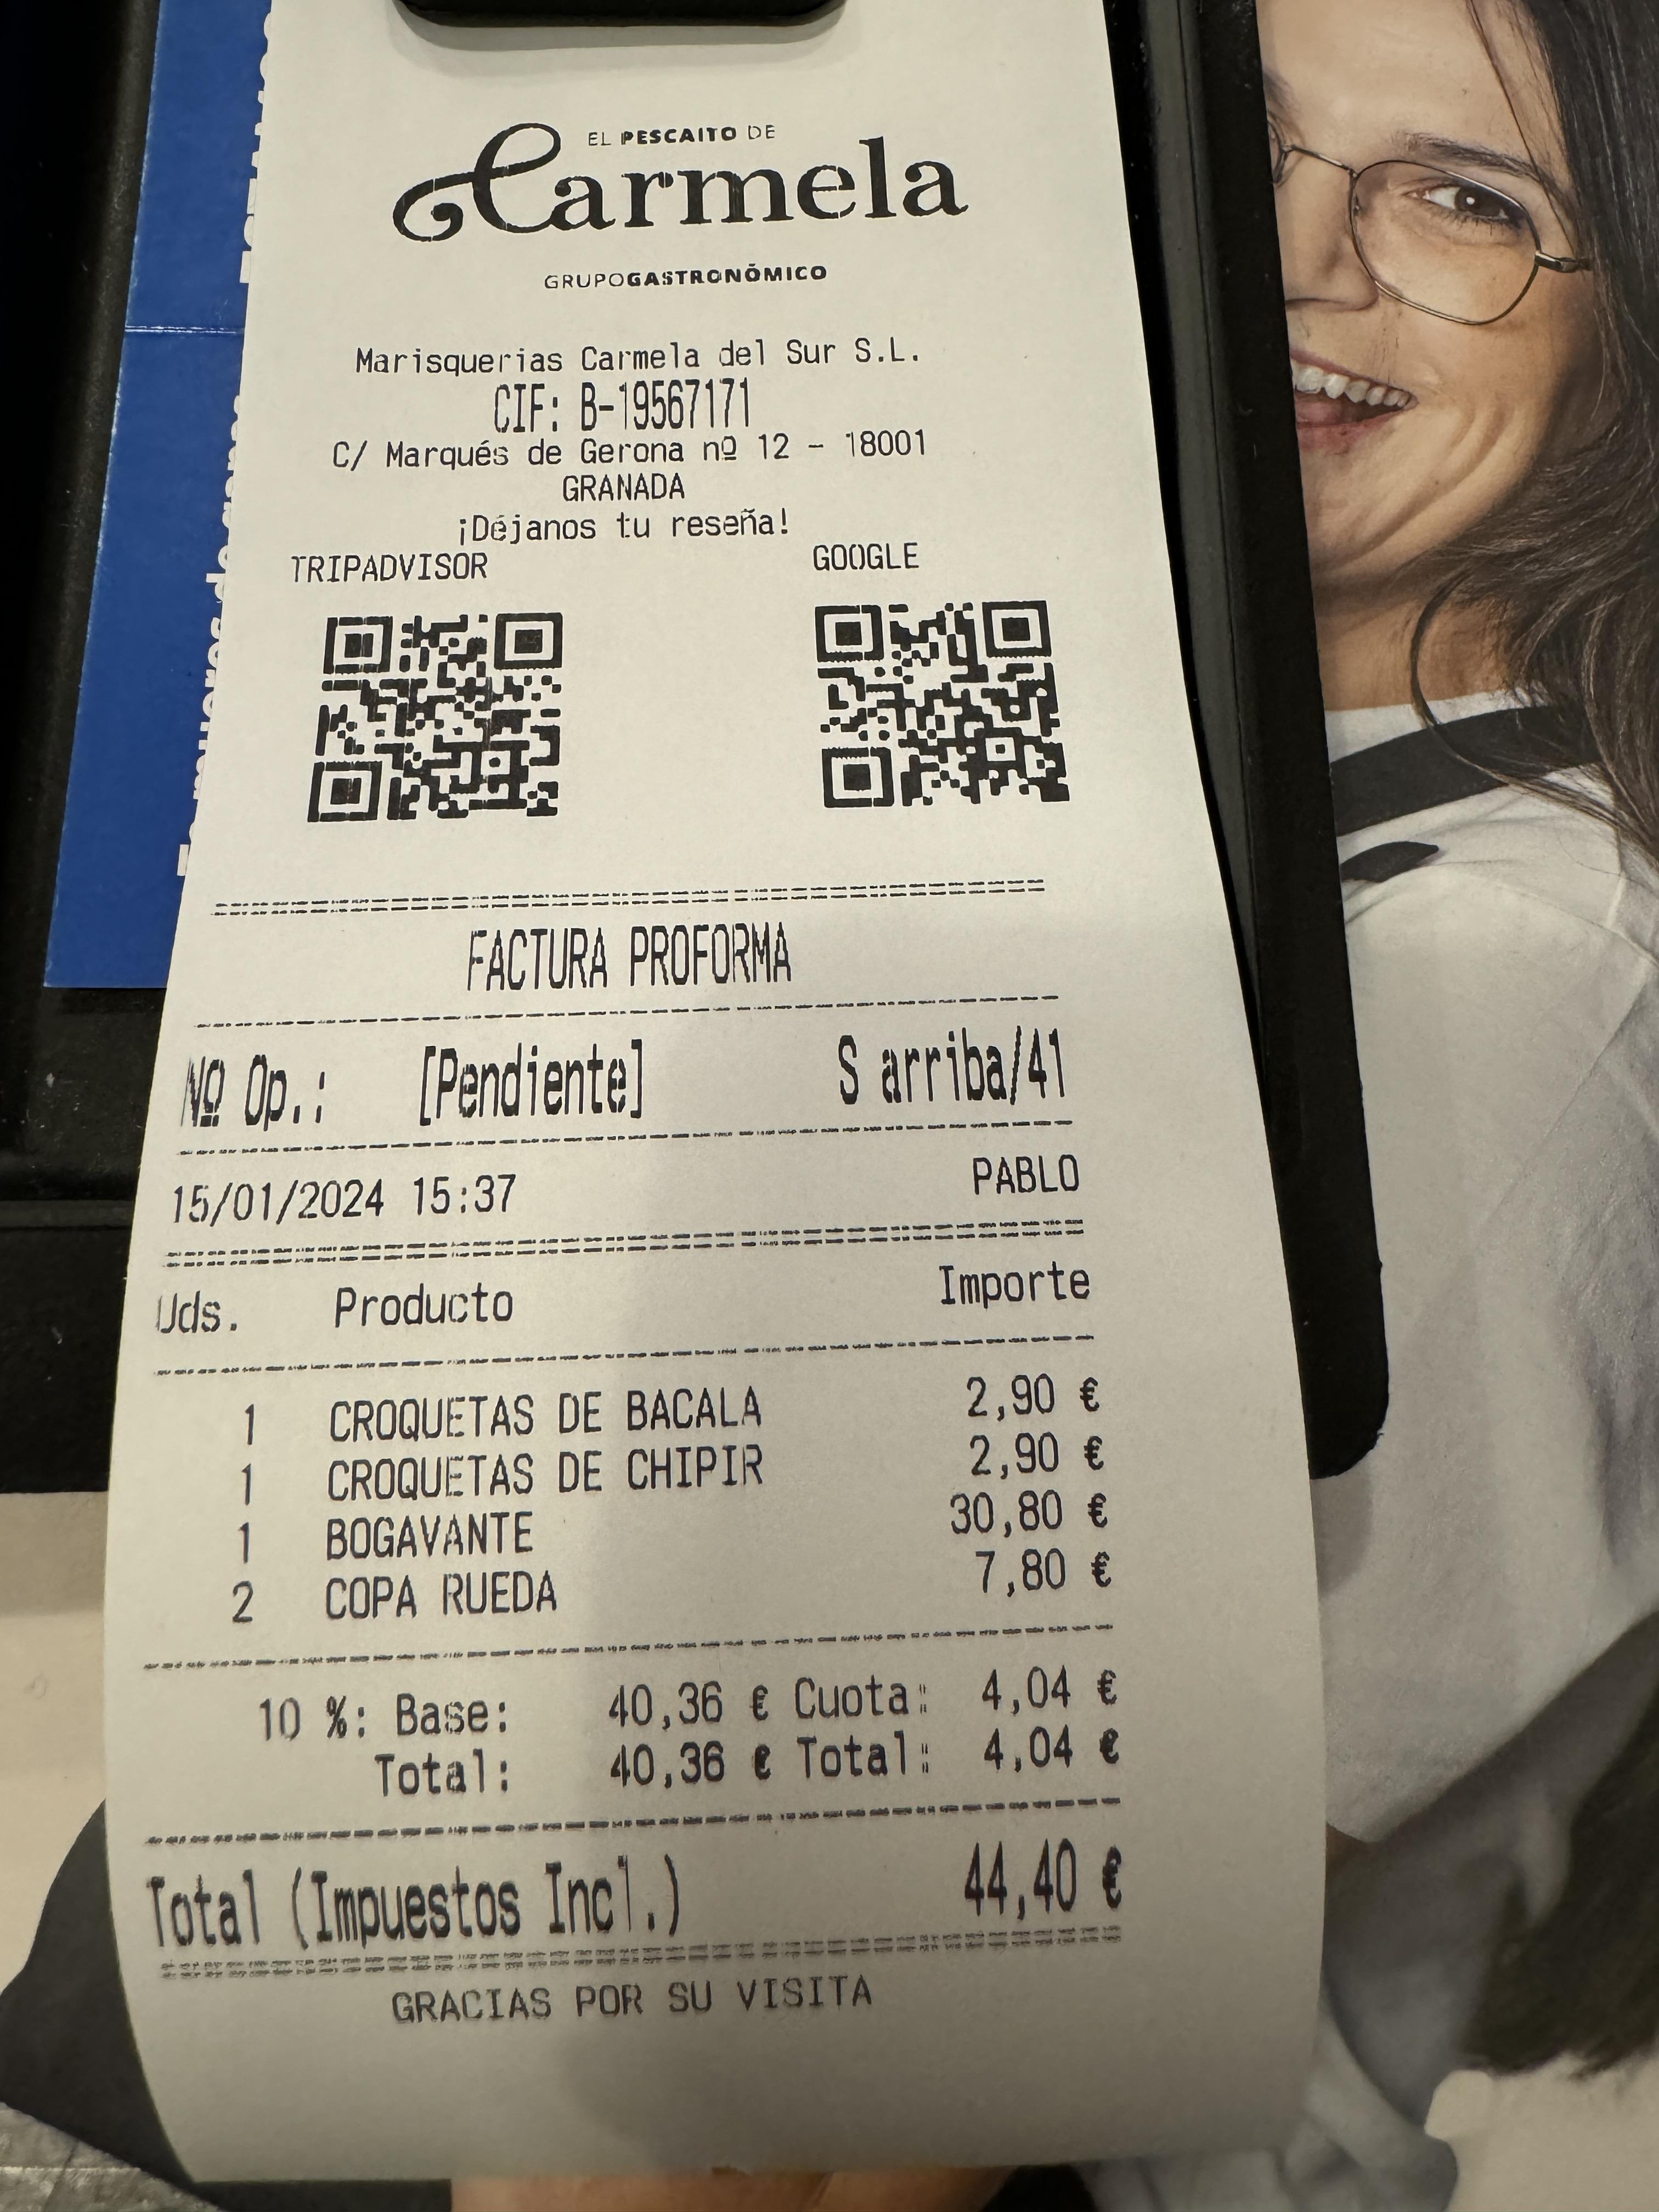 EL PESCAITO DE
Carmela
GRUPOGASTRONÓMICO
Marisquerias Carmela del Sur S.L.
CIF: B-19567171
C/ Marqués de Gerona nº 12 - 18001
GRANADA
¡Déjanos tu reseña!
TRIPADVISOR GOOGLE
FACTURA PROFORMA
Nº Op.: [Pendiente] S arriba/41
15/01/2024 15:37 PABLO
Uds. Producto Importe
1 CROQUETAS DE BACALA 2,90 €
1 CROQUETAS DE CHIPIR 2,90 €
1 BOGAVANTE 30,80 €
2 COPA RUEDA 7,80 €
10 %: Base: 40,36 € Cuota: 4,04 €
Total: 40,36 € Total: 4,04 €
Total (Impuestos Incl.) 44,40 €
GRACIAS POR SU VISITA